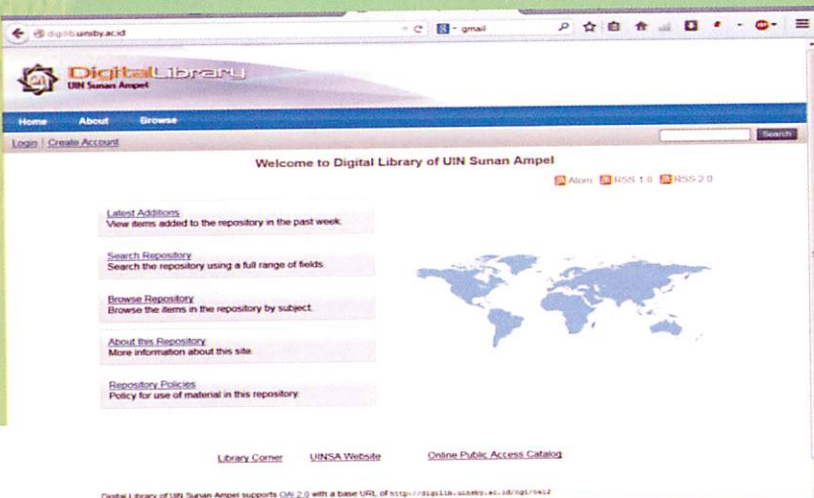 digilib.uinsby.ac.id
gmail
DigitalLibrary
UIN Sunan Ampel
Home About Browse
Login | Create Account
Search
Welcome to Digital Library of UIN Sunan Ampel
Atom RSS 1.0 RSS 2.0
Latest Additions
View items added to the repository in the past week.
Search Repository
Search the repository using a full range of fields.
Browse Repository
Browse the items in the repository by subject.
About this Repository
More information about this site.
Repository Policies
Policy for use of material in this repository
Library Corner UINSA Website Online Public Access Catalog
Digital Library of UIN Sunan Ampel supports OAI 2.0 with a base URL of http://digilib.uinsby.ac.id/cgi/oai2